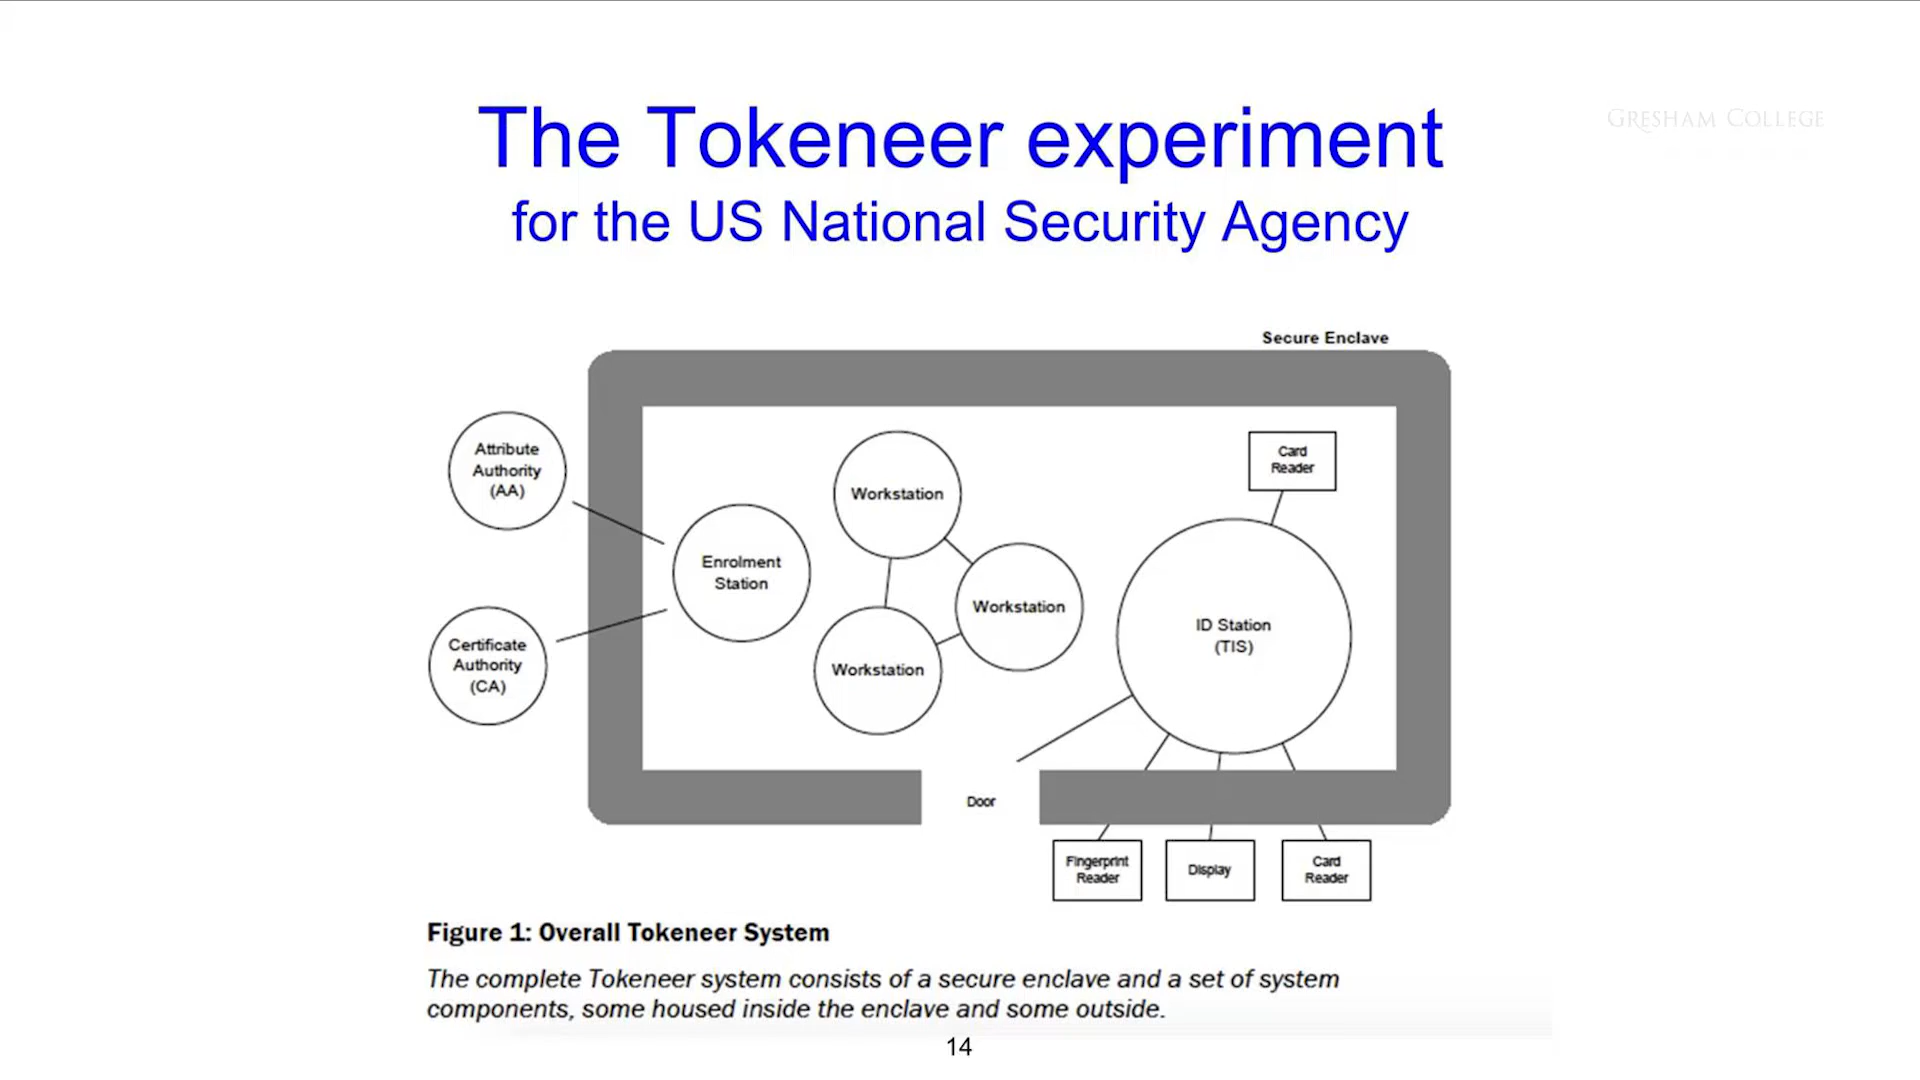 The Tokeneer experiment
GRESHAM COLLEGE
for the US National Security Agency
Secure Enclave
Attribute
Authority
(AA)
Card
Reader
Workstation
Enrolment
Station
Workstation
ID Station
(TIS)
Certificate
Authority
(CA)
Workstation
Door
Fingerprint
Reader
Display
Card
Reader
Figure 1: Overall Tokeneer System
The complete Tokeneer system consists of a secure enclave and a set of system
components, some housed inside the enclave and some outside.
14